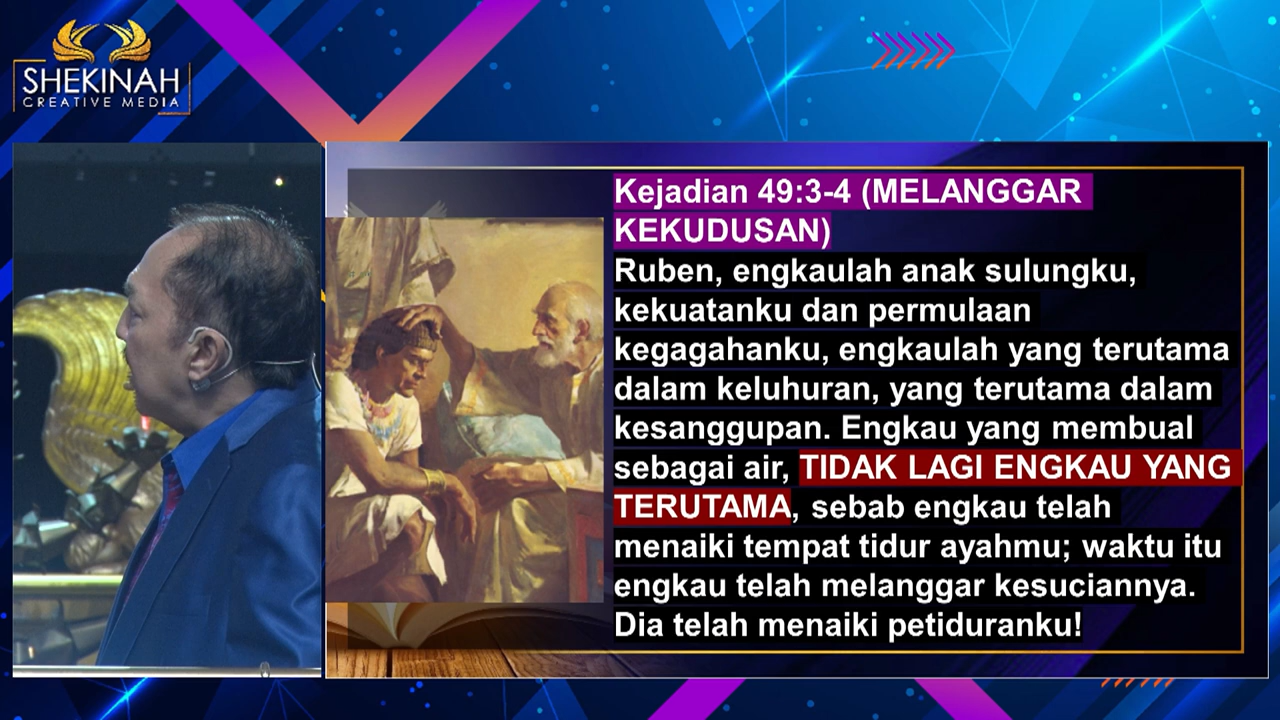 SHEKINAH
CREATIVE MEDIA
Kejadian 49:3-4 (MELANGGAR
KEKUDUSAN)
Ruben, engkaulah anak sulungku,
kekuatanku dan permulaan
kegagahanku, engkaulah yang terutama
dalam keluhuran, yang terutama dalam
kesanggupan. Engkau yang membual
sebagai air, TIDAK LAGI ENGKAU YANG
TERUTAMA, sebab engkau telah
menaiki tempat tidur ayahmu; waktu itu
engkau telah melanggar kesuciannya.
Dia telah menaiki petiduranku!